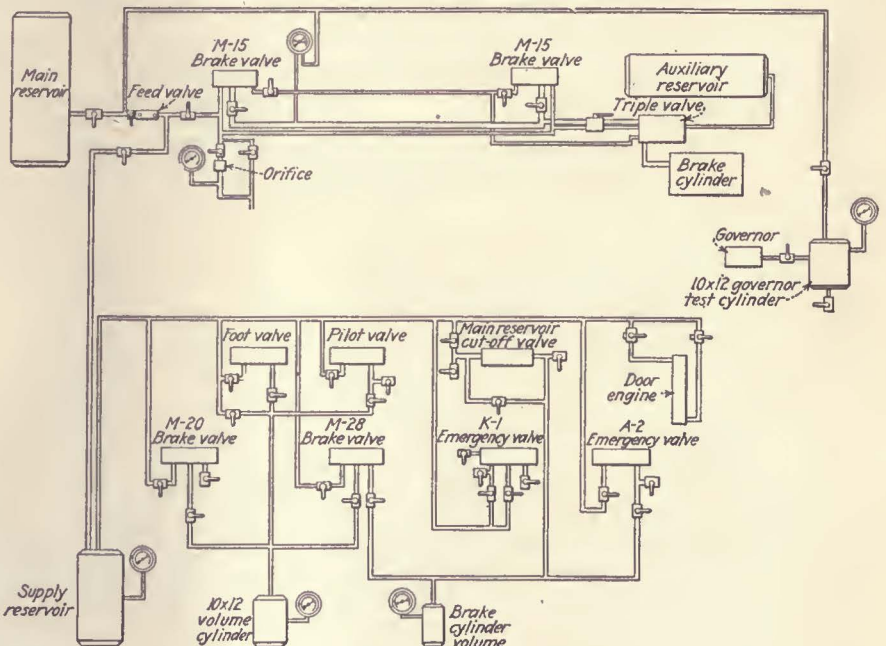 Main
reservoir
Feed valve
M-15
Brake valve
M-15
Brake valve
Auxiliary
reservoir
Triple valve
Orifice
Brake
cylinder
Governor
10x12 governor
test cylinder
Foot valve
Pilot valve
Main reservoir
cut-off valve
Door
engine
M-20
Brake valve
M-28
Brake valve
K-1
Emergency valve
A-2
Emergency valve
Supply
reservoir
10x12
volume
cylinder
Brake
cylinder
volume